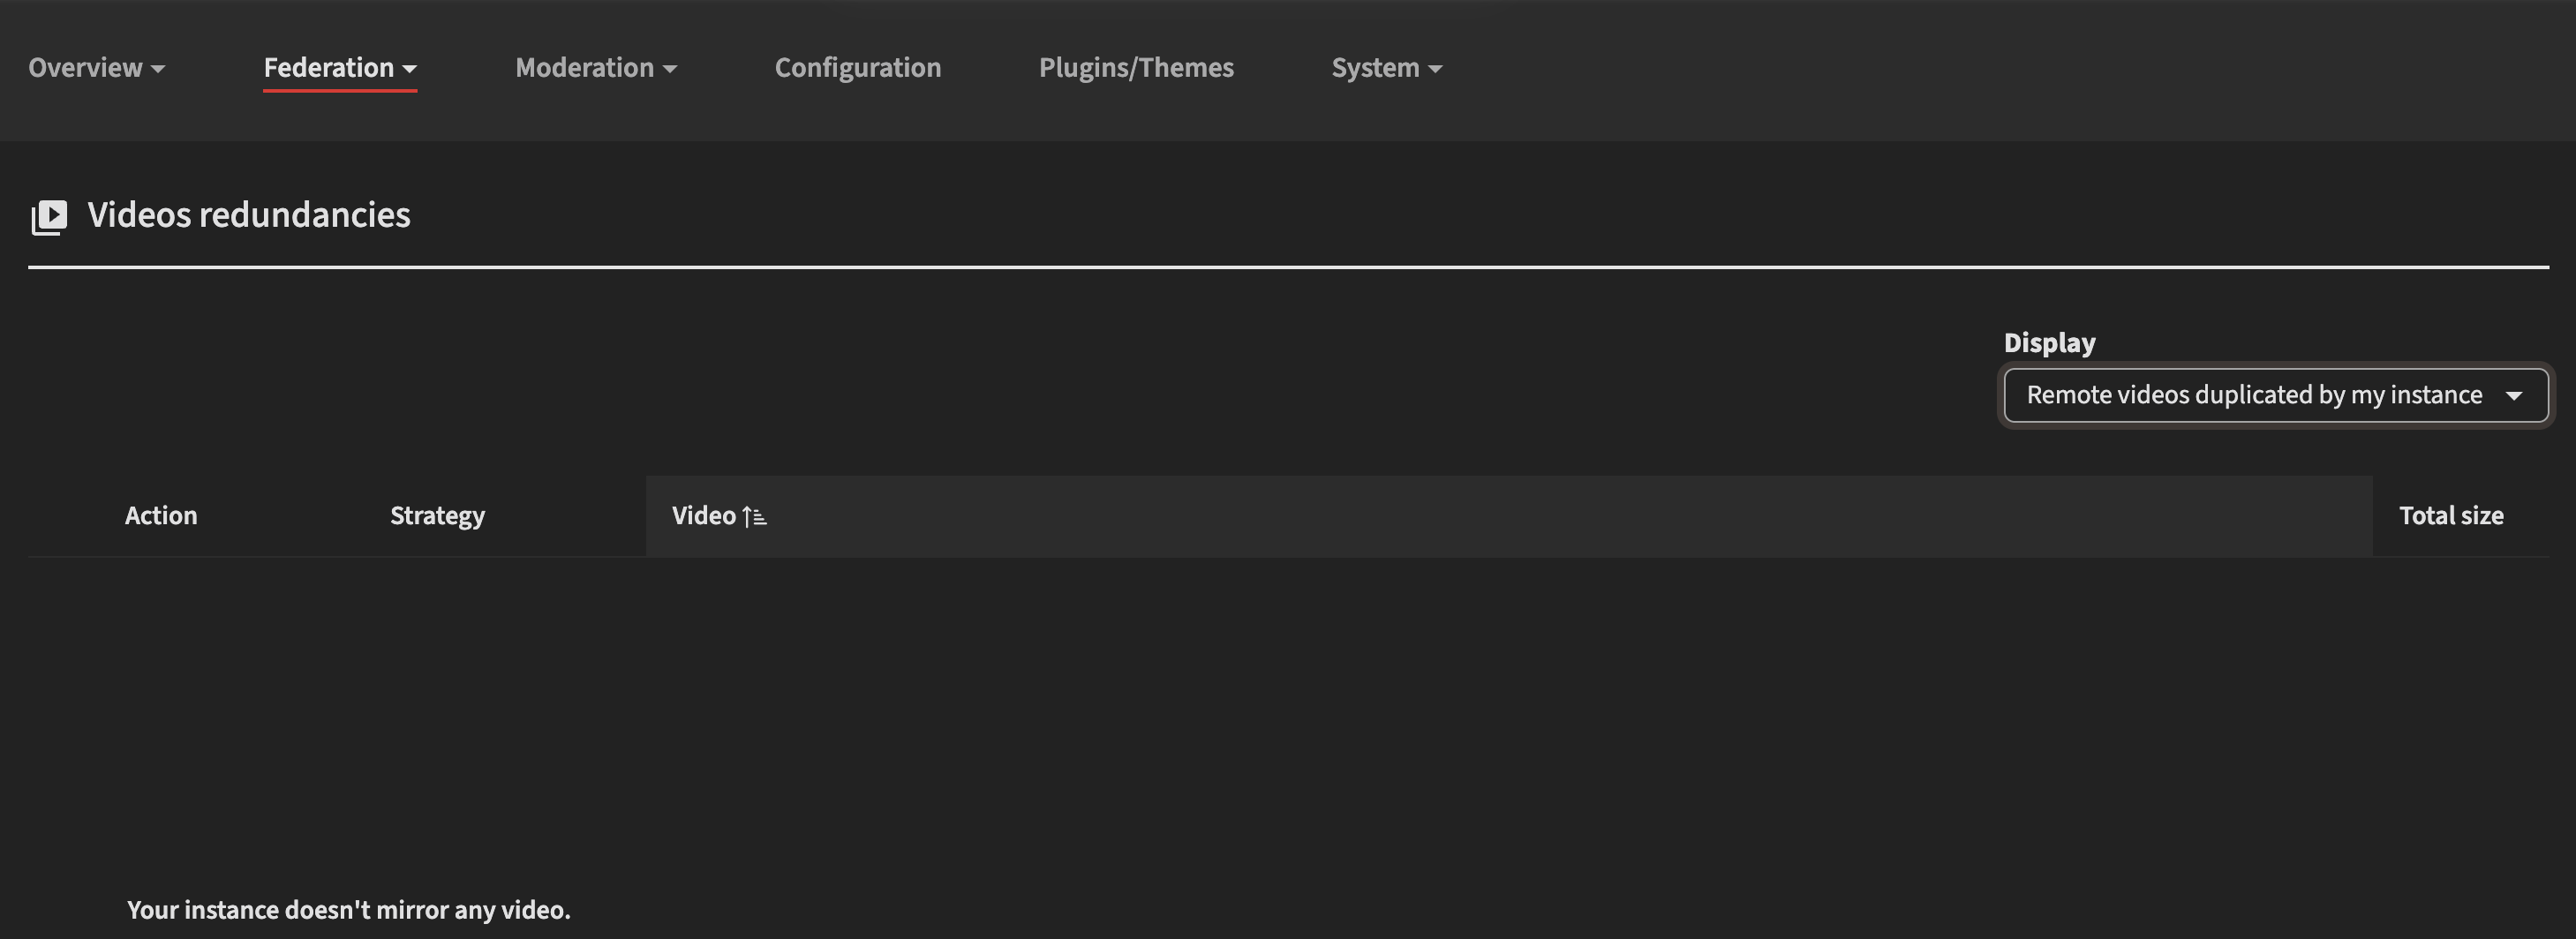 Overview Federation Moderation Configuration Plugins/Themes System
Videos redundancies
Display
Remote videos duplicated by my instance
Action Strategy Video Total size
Your instance doesn't mirror any video.